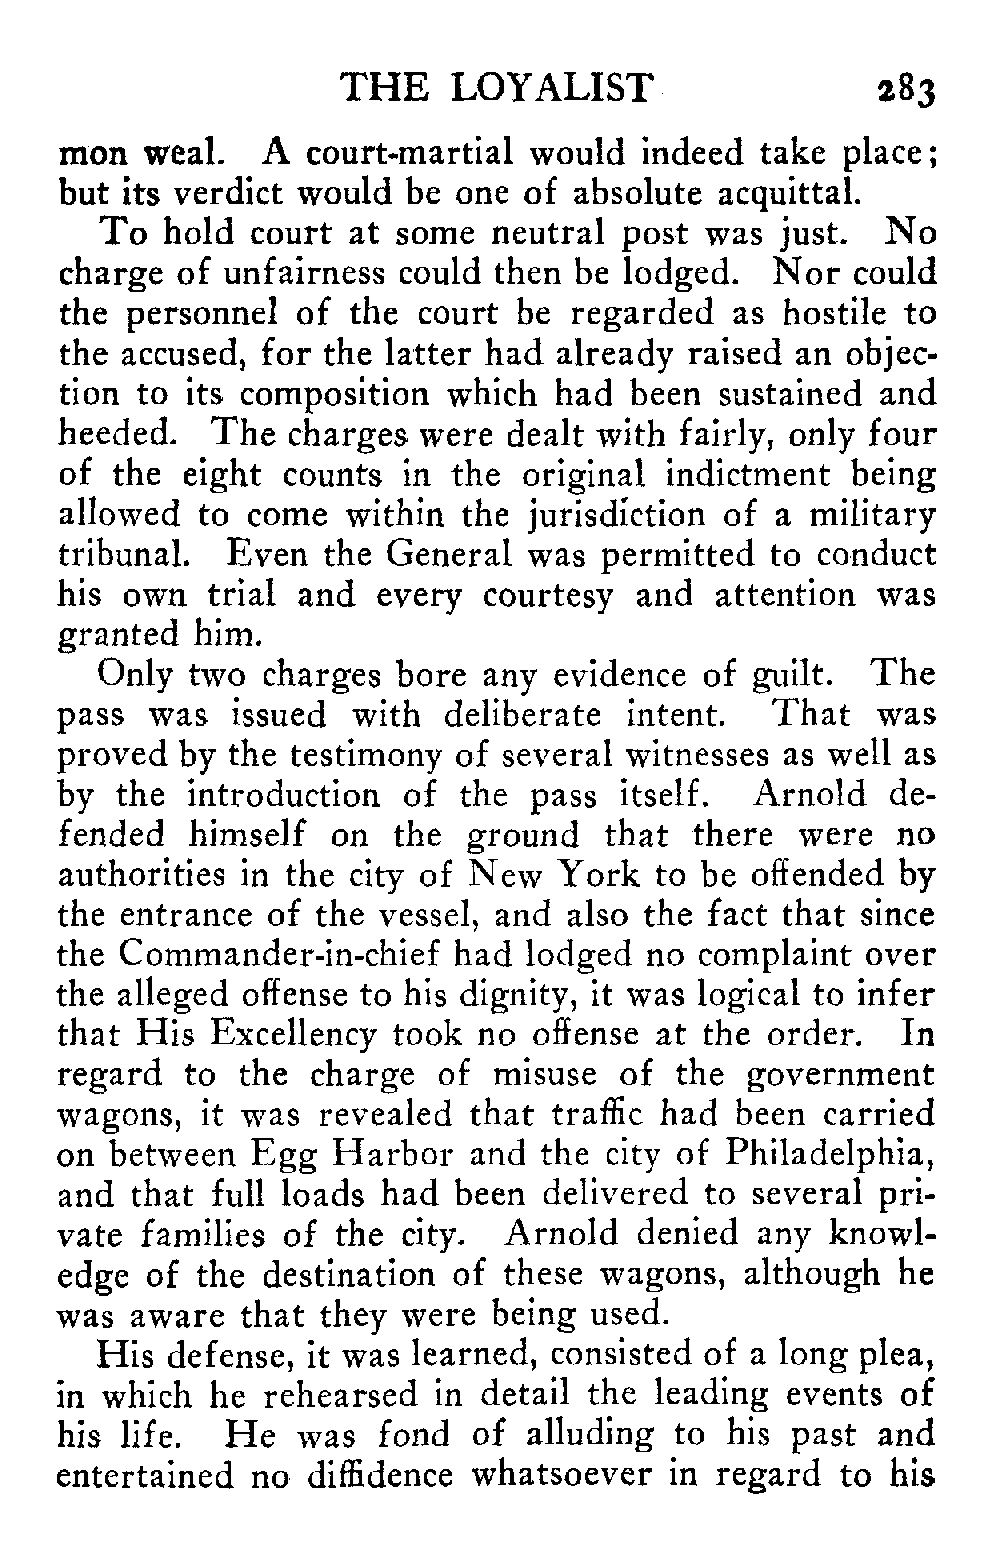 THE LOYALIST 283
mon weal. A court-martial would indeed take place;
but its verdict would be one of absolute acquittal.
To hold court at some neutral post was just. No
charge of unfairness could then be lodged. Nor could
the personnel of the court be regarded as hostile to
the accused, for the latter had already raised an objec-
tion to its composition which had been sustained and
heeded. The charges were dealt with fairly, only four
of the eight counts in the original indictment being
allowed to come within the jurisdiction of a military
tribunal. Even the General was permitted to conduct
his own trial and every courtesy and attention was
granted him.
Only two charges bore any evidence of guilt. The
pass was issued with deliberate intent. That was
proved by the testimony of several witnesses as well as
by the introduction of the pass itself. Arnold de-
fended himself on the ground that there were no
authorities in the city of New York to be offended by
the entrance of the vessel, and also the fact that since
the Commander-in-chief had lodged no complaint over
the alleged offense to his dignity, it was logical to infer
that His Excellency took no offense at the order. In
regard to the charge of misuse of the government
wagons, it was revealed that traffic had been carried
on between Egg Harbor and the city of Philadelphia,
and that full loads had been delivered to several pri-
vate families of the city. Arnold denied any knowl-
edge of the destination of these wagons, although he
was aware that they were being used.
His defense, it was learned, consisted of a long plea,
in which he rehearsed in detail the leading events of
his life. He was fond of alluding to his past and
entertained no diffidence whatsoever in regard to his